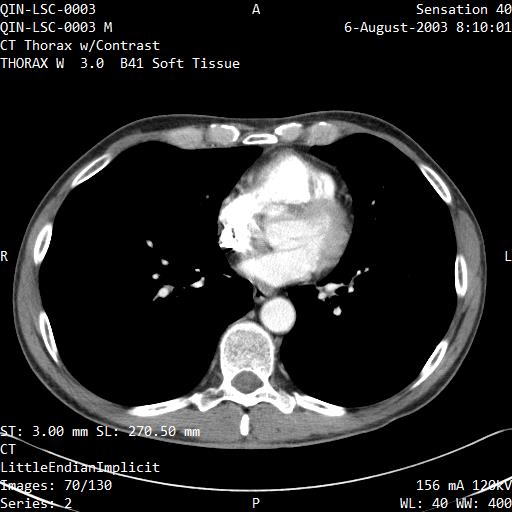 QIN-LSC-0003
QIN-LSC-0003 M
CT Thorax w/Contrast
THORAX W  3.0  B41 Soft Tissue
A
Sensation 40
6-August-2003 8:10:01
R
L
ST: 3.00 mm SL: 270.50 mm
CT
LittleEndianImplicit
Images: 70/130
Series: 2
P
156 mA 120kV
WL: 40 WW: 400